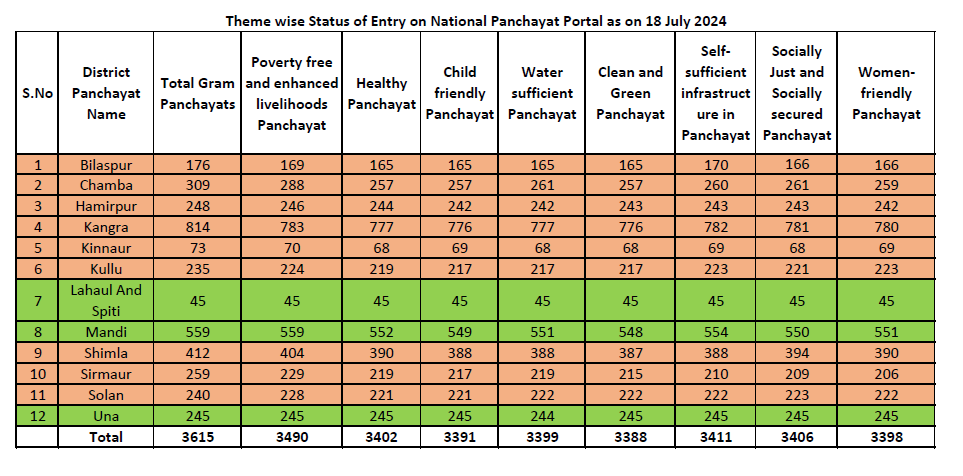 Theme wise Status of Entry on National Panchayat Portal as on 18 July 2024
S.No | District Panchayat Name | Total Gram Panchayats | Poverty free and enhanced livelihoods Panchayat | Healthy Panchayat | Child friendly Panchayat | Water sufficient Panchayat | Clean and Green Panchayat | Self-sufficient infrastruct ure in Panchayat | Socially Just and Socially secured Panchayat | Women-friendly Panchayat
1 | Bilaspur | 176 | 169 | 165 | 165 | 165 | 165 | 170 | 166 | 166
2 | Chamba | 309 | 288 | 257 | 257 | 261 | 257 | 260 | 261 | 259
3 | Hamirpur | 248 | 246 | 244 | 242 | 242 | 243 | 243 | 243 | 242
4 | Kangra | 814 | 783 | 777 | 776 | 777 | 776 | 782 | 781 | 780
5 | Kinnaur | 73 | 70 | 68 | 69 | 68 | 68 | 69 | 68 | 69
6 | Kullu | 235 | 224 | 219 | 217 | 217 | 217 | 223 | 221 | 223
7 | Lahaul And Spiti | 45 | 45 | 45 | 45 | 45 | 45 | 45 | 45 | 45
8 | Mandi | 559 | 559 | 552 | 549 | 551 | 548 | 554 | 550 | 551
9 | Shimla | 412 | 404 | 390 | 388 | 388 | 387 | 388 | 394 | 390
10 | Sirmaur | 259 | 229 | 219 | 217 | 219 | 215 | 210 | 209 | 206
11 | Solan | 240 | 228 | 221 | 221 | 222 | 222 | 222 | 223 | 222
12 | Una | 245 | 245 | 245 | 245 | 244 | 245 | 245 | 245 | 245
Total | 3615 | 3490 | 3402 | 3391 | 3399 | 3388 | 3411 | 3406 | 3398